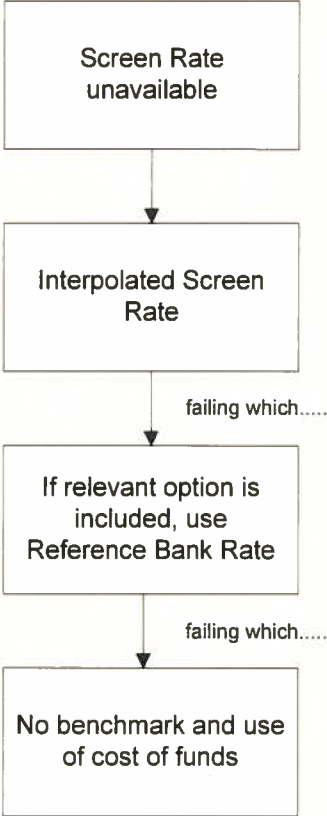 Screen Rate
unavailable
Interpolated Screen
Rate
failing which.....
If relevant option is
included, use
Reference Bank Rate
failing which.....
No benchmark and use
of cost of funds